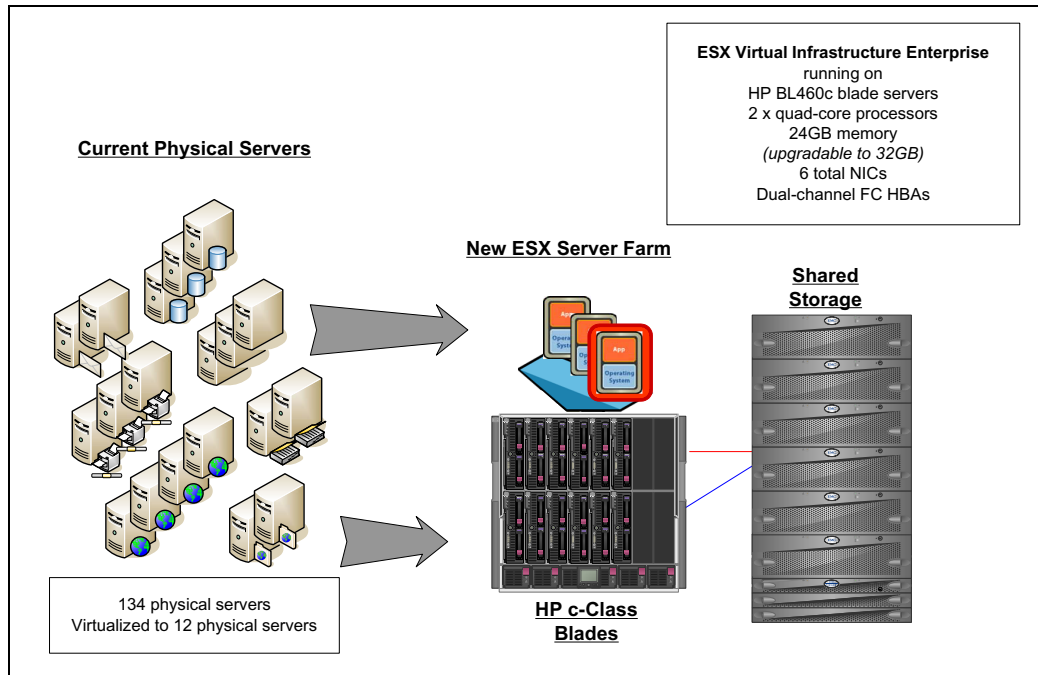 ESX Virtual Infrastructure Enterprise
running on
HP BL460c blade servers
2 x quad-core processors
24GB memory
(upgradable to 32GB)
6 total NICs
Dual-channel FC HBAs
Current Physical Servers
New ESX Server Farm
Shared
Storage
App
Operating
System
HP c-Class
Blades
134 physical servers
Virtualized to 12 physical servers